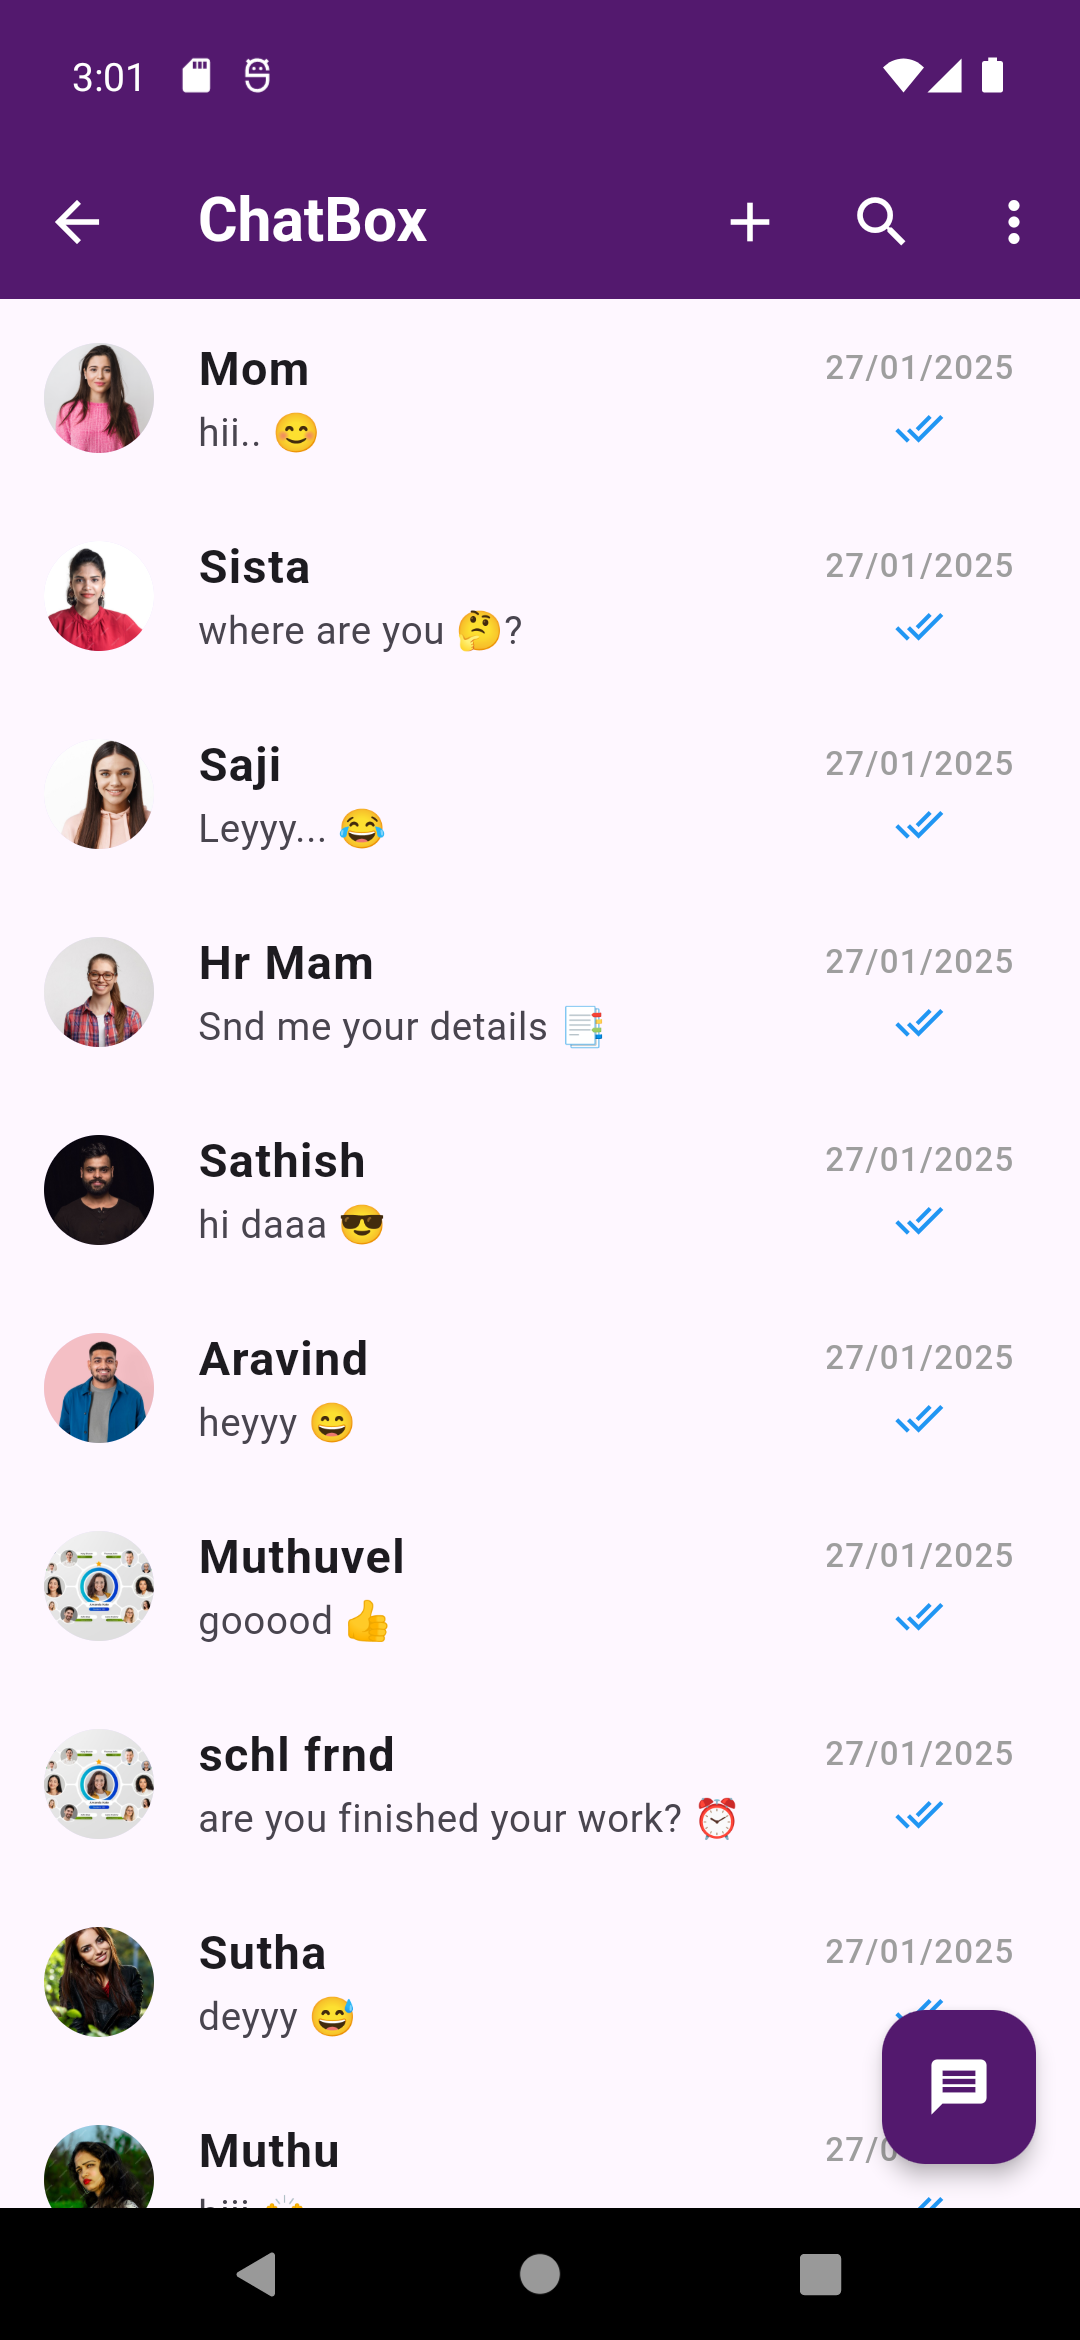 3:01
ChatBox
Mom 27/01/2025
hii.. 😊
Sista 27/01/2025
where are you 🤔?
Saji 27/01/2025
Leyyy... 😂
Hr Mam 27/01/2025
Snd me your details 📑
Sathish 27/01/2025
hi daaa 😎
Aravind 27/01/2025
heyyy 😄
Muthuvel 27/01/2025
gooood 👍
schl frnd 27/01/2025
are you finished your work? ⏰
Sutha 27/01/2025
deyyy 😅
Muthu 27/0